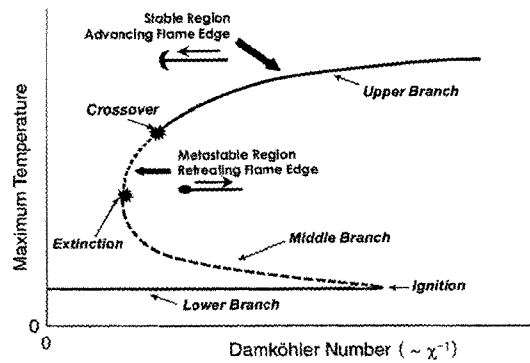 Stable Region
Advancing Flame Edge
Crossover
Upper Branch
Metastable Region
Retreating Flame Edge
Extinction
Middle Branch
Ignition
Lower Branch
Maximum Temperature
0
0
Damköhler Number ( ~ χ⁻¹)